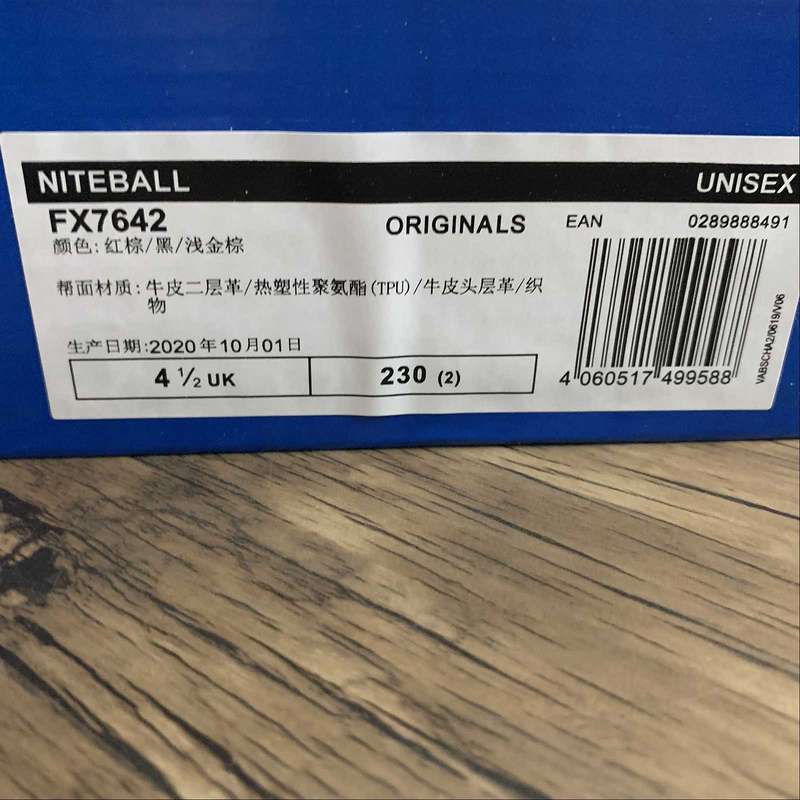 NITEBALL UNISEX
FX7642 ORIGINALS EAN 0289888491
颜色:红棕/黑/浅金棕
帮面材质:牛皮二层革/热塑性聚氨酯(TPU)/牛皮头层革/织
物
生产日期:2020年10月01日
4 ½ UK 230 (2)
4 060517 499588
VABSCHA2/0619/V06